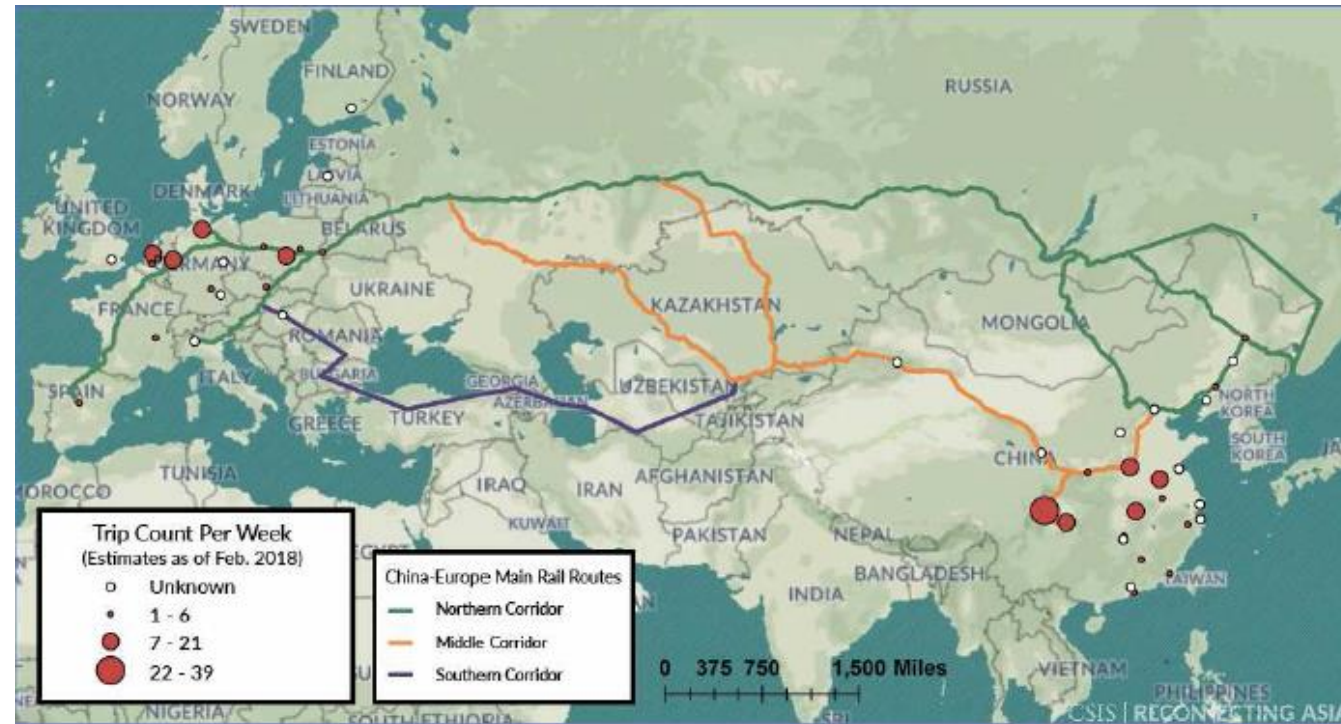 SWEDEN
FINLAND
NORWAY
RUSSIA
ESTONIA
LATVIA
DENMARK
LITHUANIA
UNITED
KINGDOM
BELARUS
GERMANY
UKRAINE
FRANCE
KAZAKHSTAN
MONGOLIA
ROMANIA
SPAIN
ITALY
BULGARIA
GEORGIA
UZBEKISTAN
NORTH
KOREA
AZERBAIJAN
TURKEY
TAJIKISTAN
GREECE
SOUTH
KOREA
CHINA
TUNISIA
AFGHANISTAN
MOROCCO
IRAQ
IRAN
KUWAIT
PAKISTAN
NEPAL
BANGLADESH
TAIWAN
INDIA
VIETNAM
PHILIPPINES
NIGERIA
SOUTH ETHIOPIA
Trip Count Per Week
(Estimates as of Feb. 2018)
Unknown
1 - 6
7 - 21
22 - 39
China-Europe Main Rail Routes
Northern Corridor
Middle Corridor
Southern Corridor
0 375 750 1,500 Miles
CSIS | RECONNECTING ASIA